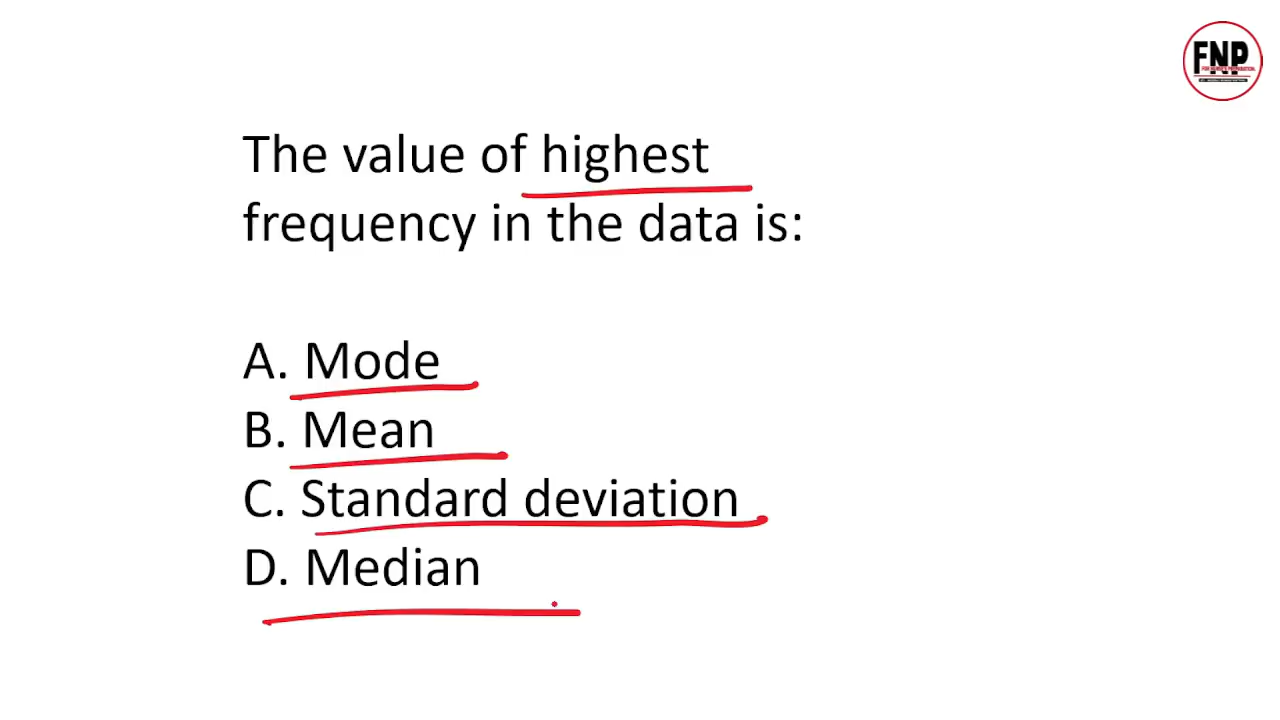 FNP
The value of highest
frequency in the data is:
A. Mode
B. Mean
C. Standard deviation
D. Median